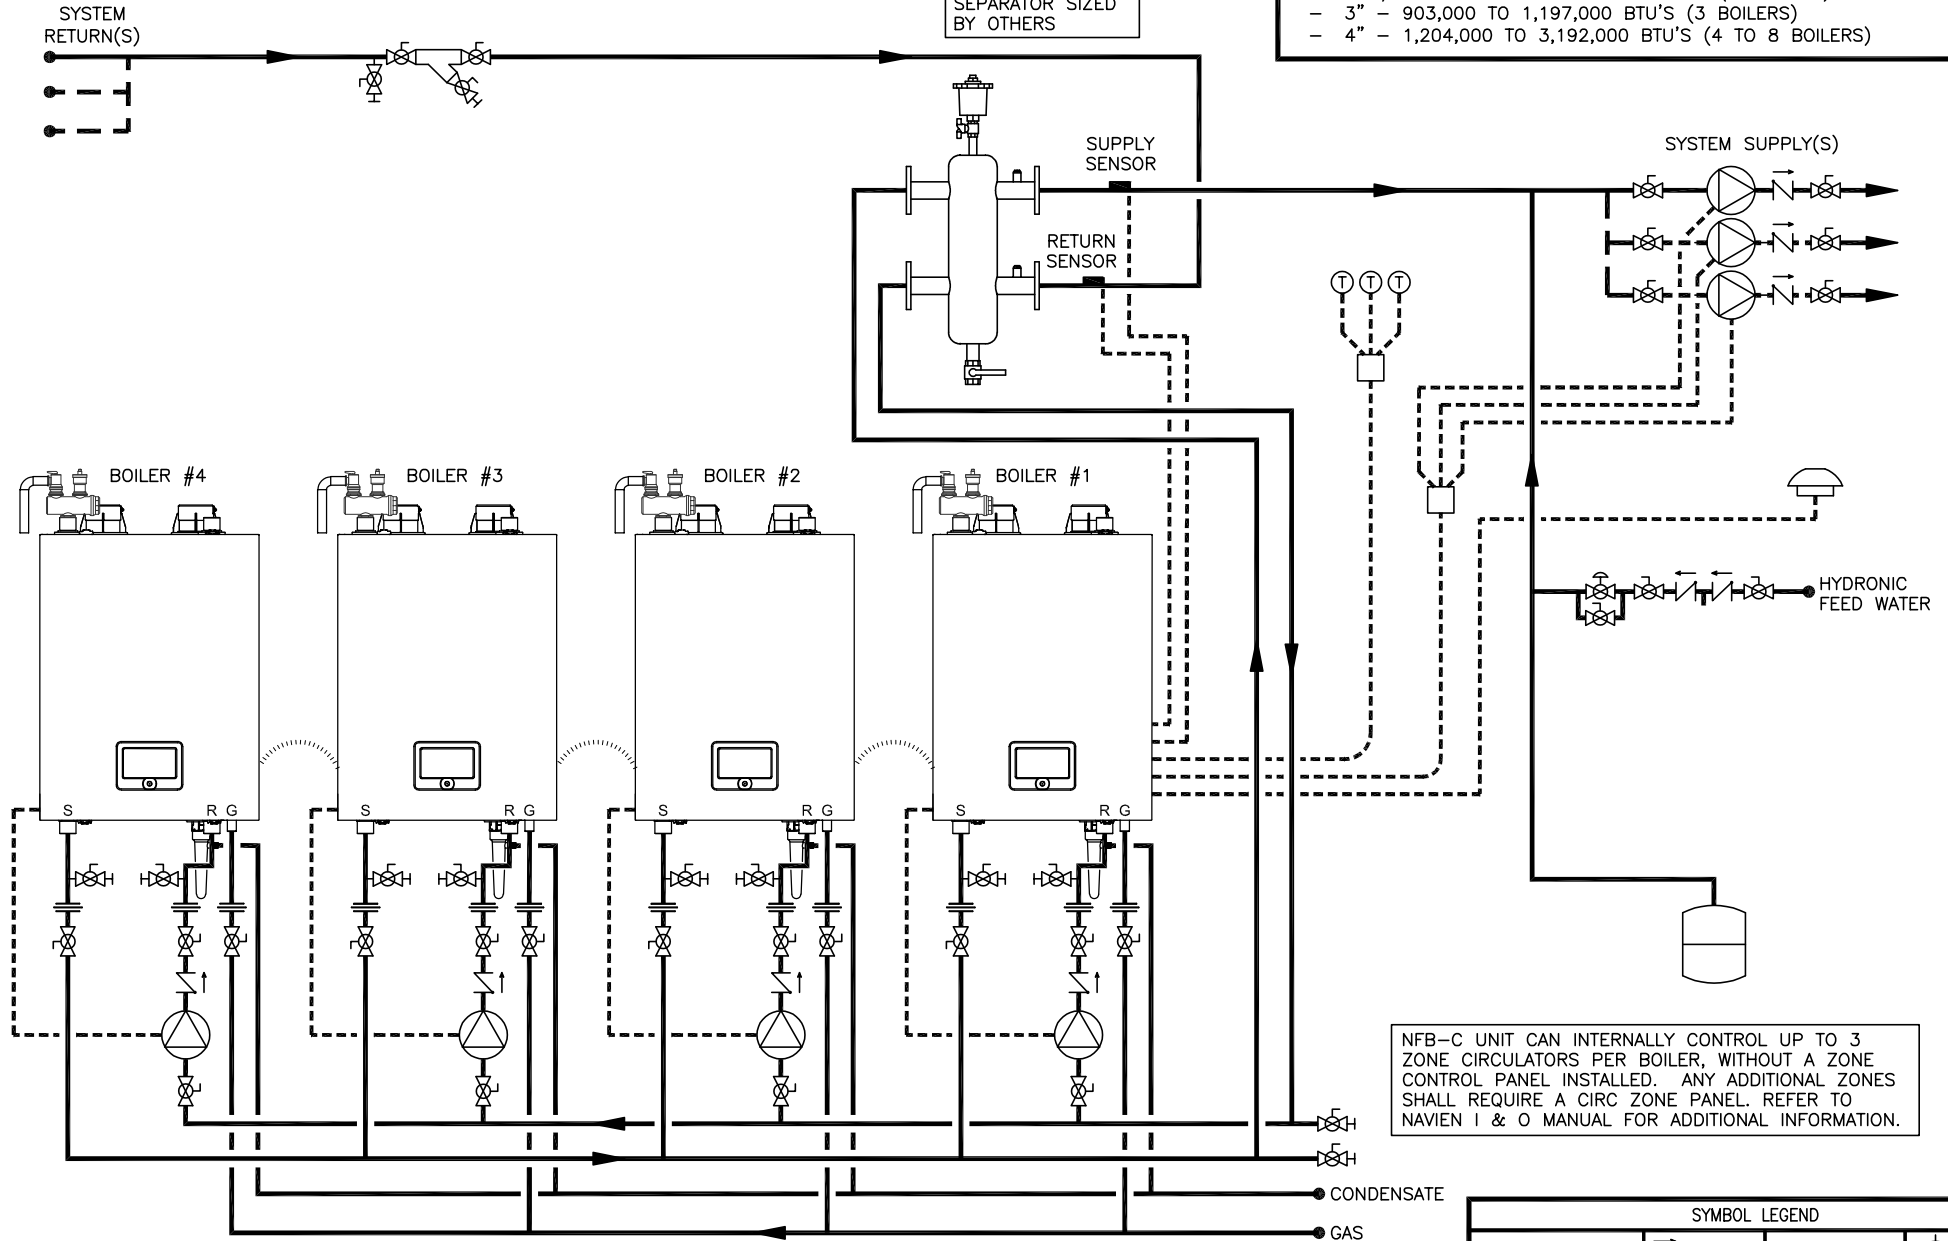 SYSTEM
RETURN(S)
SEPARATOR SIZED
BY OTHERS
- 3" - 903,000 TO 1,197,000 BTU'S (3 BOILERS)
- 4" - 1,204,000 TO 3,192,000 BTU'S (4 TO 8 BOILERS)
SUPPLY
SENSOR
SYSTEM SUPPLY(S)
RETURN
SENSOR
T T T
BOILER #4
BOILER #3
BOILER #2
BOILER #1
HYDRONIC
FEED WATER
S R G
S R G
S R G
S R G
NFB-C UNIT CAN INTERNALLY CONTROL UP TO 3
ZONE CIRCULATORS PER BOILER, WITHOUT A ZONE
CONTROL PANEL INSTALLED. ANY ADDITIONAL ZONES
SHALL REQUIRE A CIRC ZONE PANEL. REFER TO
NAVIEN I & O MANUAL FOR ADDITIONAL INFORMATION.
CONDENSATE
GAS
SYMBOL LEGEND